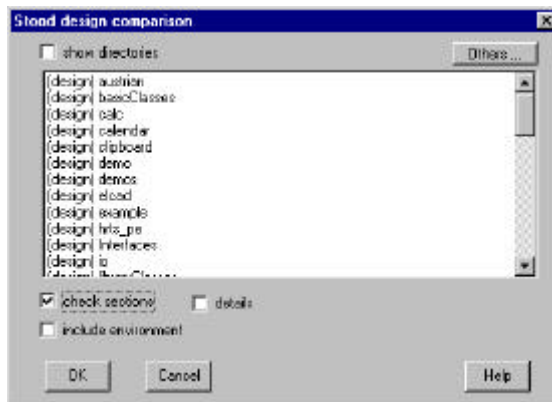 Stood design comparison
show directories
Others ...
(design) austrian
(design) basicClasses
(design) calc
(design) calendar
(design) clipboard
(design) demo
(design) demos
(design) eload
(design) example
(design) hrts_pe
(design) Interfaces
(design) io
(design)
check sections
details
include environment
OK
Cancel
Help